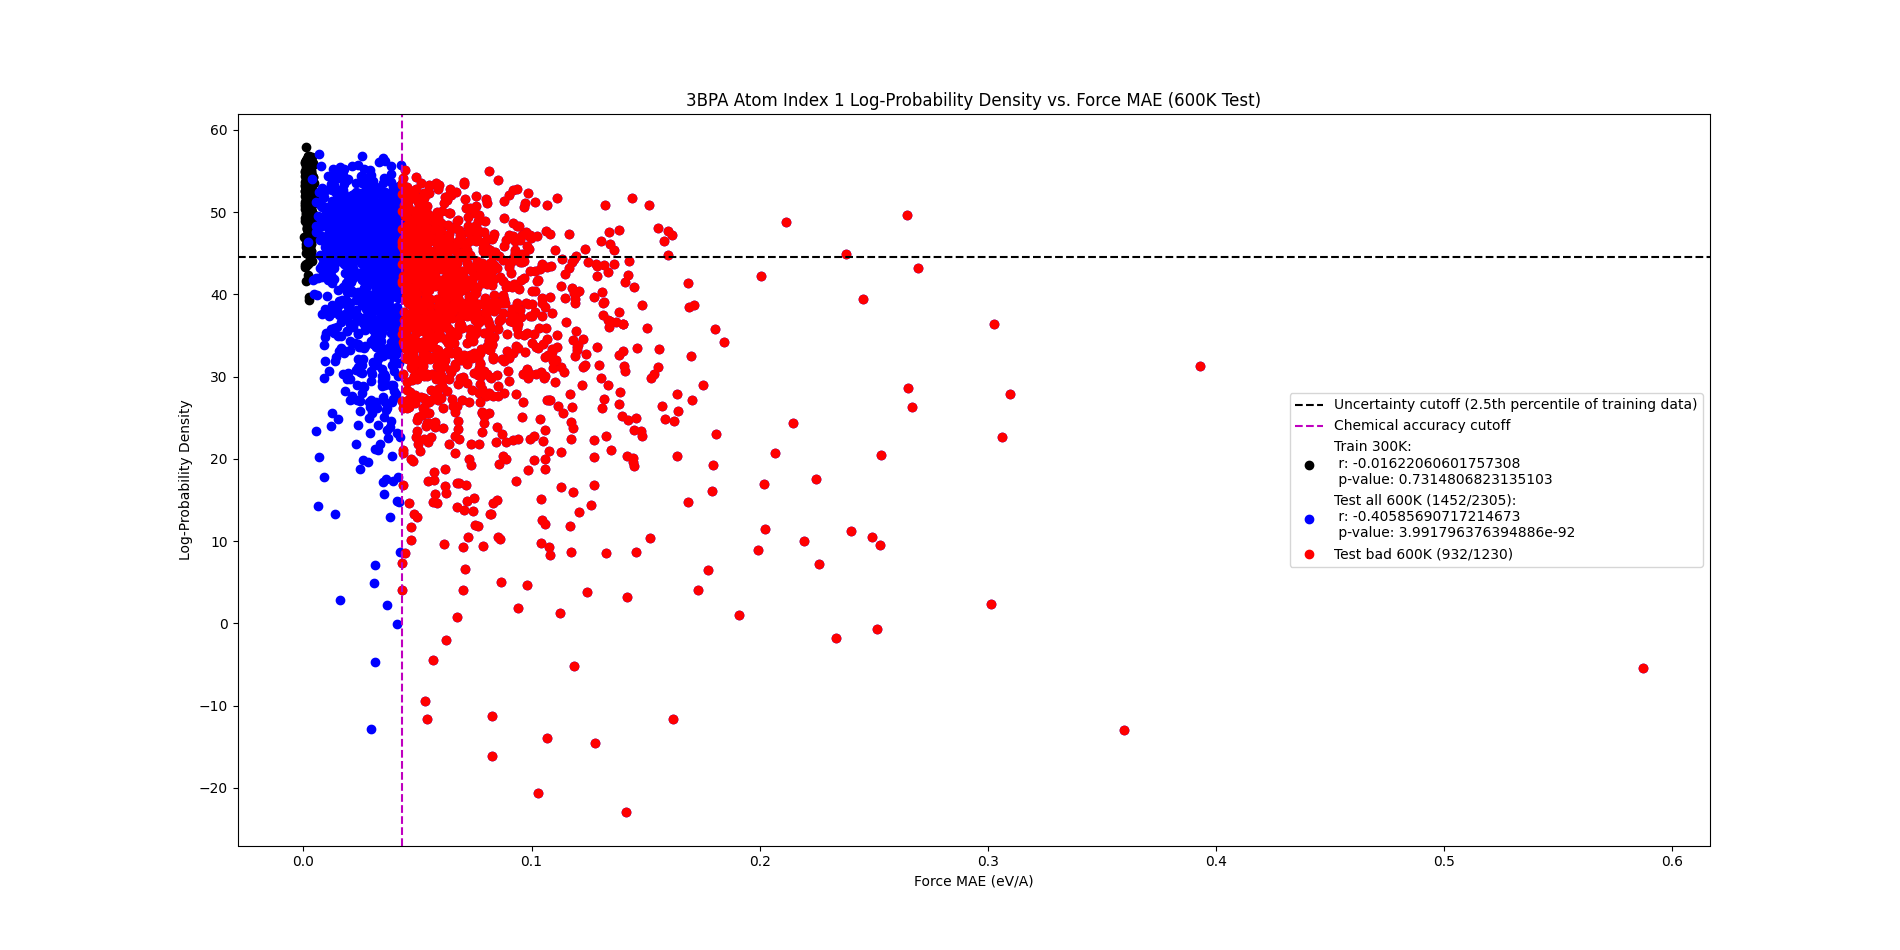 3BPA Atom Index 1 Log-Probability Density vs. Force MAE (600K Test)
60
50
40
30
20
10
0
−10
−20
Log-Probability Density
Uncertainty cutoff (2.5th percentile of training data)
Chemical accuracy cutoff
Train 300K:
r: -0.01622060601757308
p-value: 0.7314806823135103
Test all 600K (1452/2305):
r: -0.40585690717214673
p-value: 3.991796376394886e-92
Test bad 600K (932/1230)
0.0 0.1 0.2 0.3 0.4 0.5 0.6
Force MAE (eV/A)